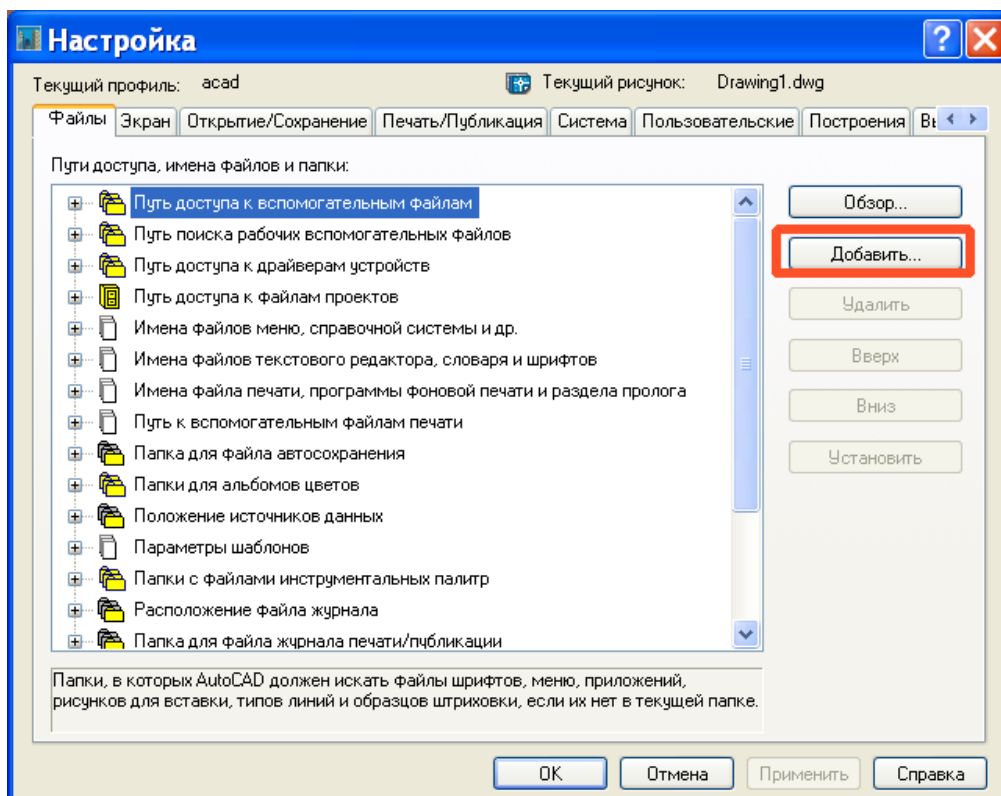 Настройка
Текущий профиль: acad Текущий рисунок: Drawing1.dwg
Файлы Экран Открытие/Сохранение Печать/Публикация Система Пользовательские Построения
Пути доступа, имена файлов и папки:
Путь доступа к вспомогательным файлам
Путь поиска рабочих вспомогательных файлов
Путь доступа к драйверам устройств
Путь доступа к файлам проектов
Имена файлов меню, справочной системы и др.
Имена файлов текстового редактора, словаря и шрифтов
Имена файла печати, программы фоновой печати и раздела пролога
Путь к вспомогательным файлам печати
Папка для файла автосохранения
Папки для альбомов цветов
Положение источников данных
Параметры шаблонов
Папки с файлами инструментальных палитр
Расположение файла журнала
Папка для файла журнала печати/публикации
Обзор...
Добавить...
Удалить
Вверх
Вниз
Установить
Папки, в которых AutoCAD должен искать файлы шрифтов, меню, приложений,
рисунков для вставки, типов линий и образцов штриховки, если их нет в текущей папке.
OK Отмена Применить Справка